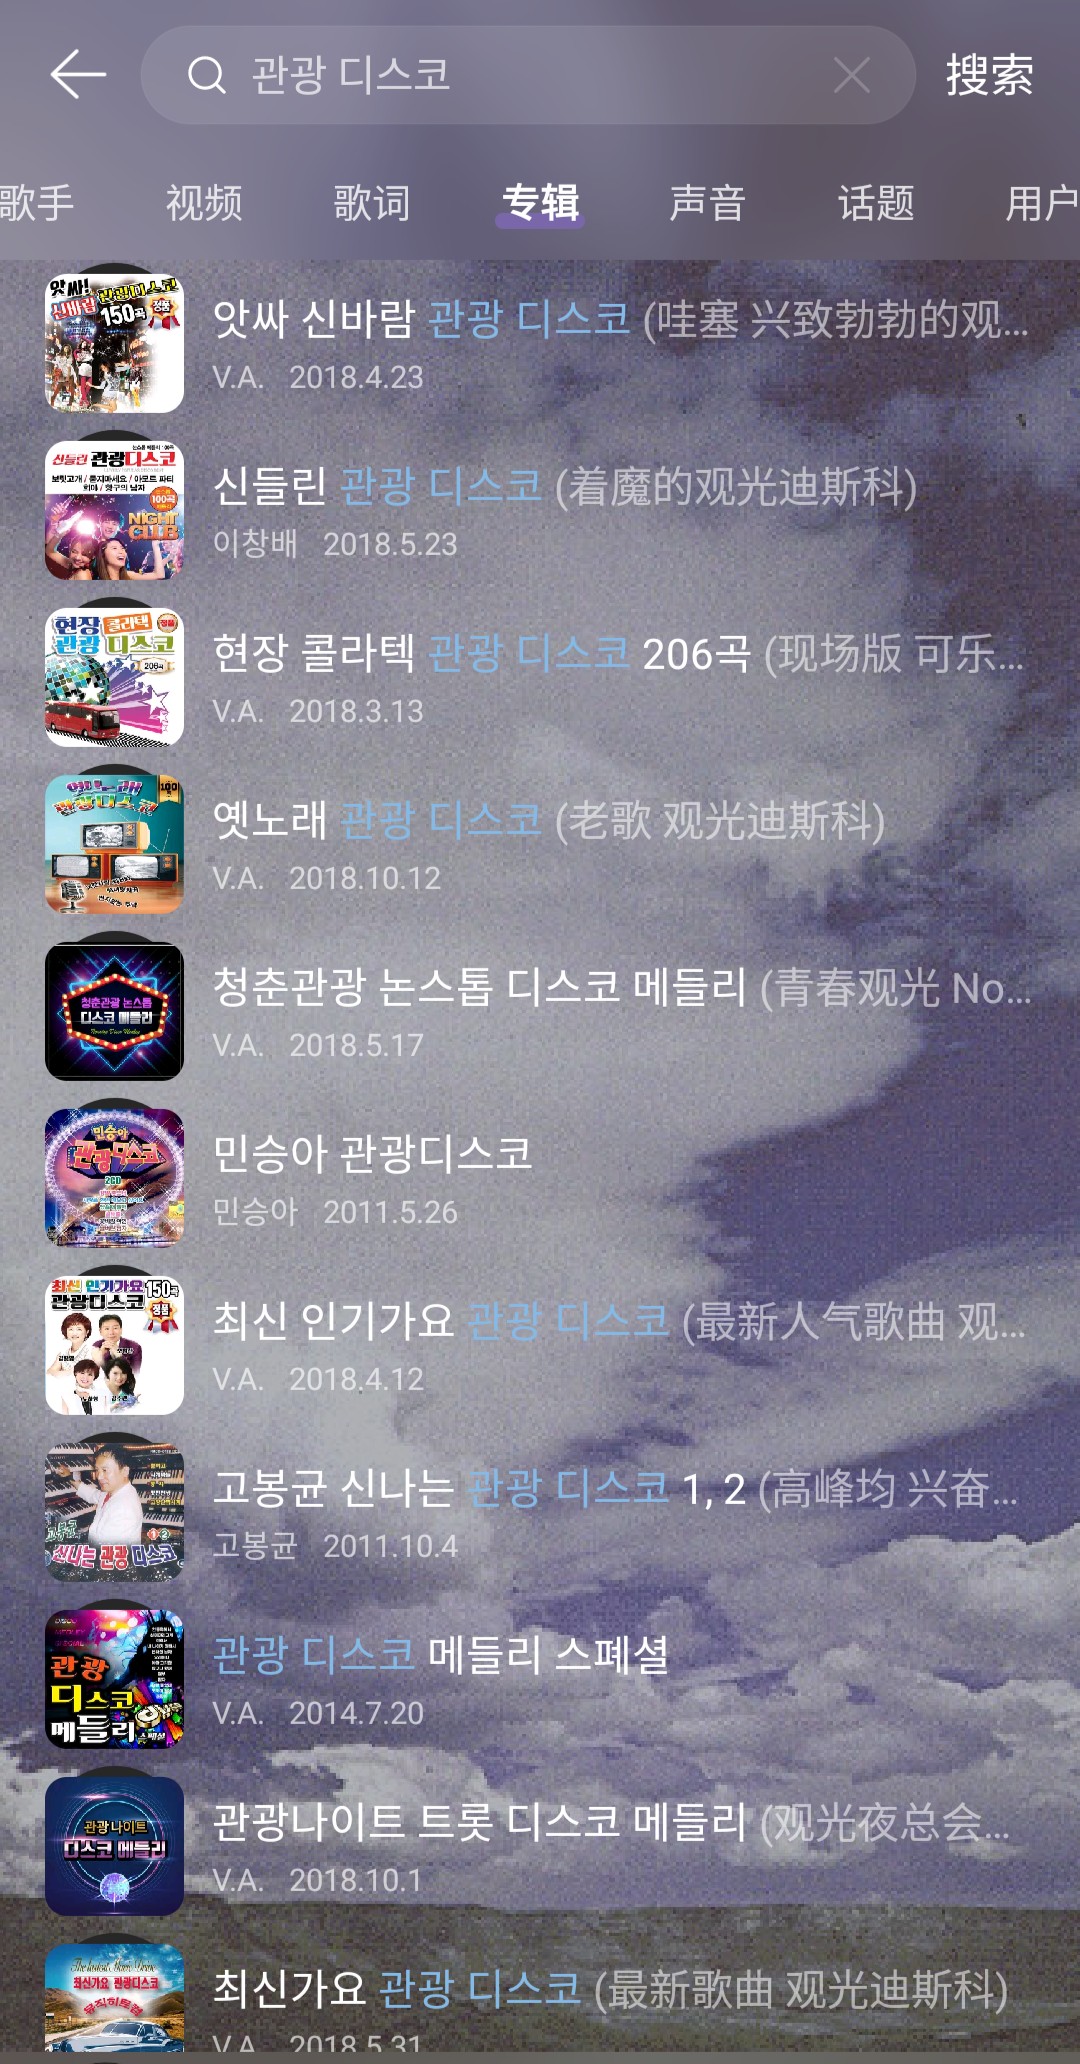 관광 디스코
搜索
歌手 视频 歌词 专辑 声音 话题 用户
앗싸 신바람 관광 디스코 (哇塞 兴致勃勃的观...
V.A. 2018.4.23
신들린 관광 디스코 (着魔的观光迪斯科)
이창배 2018.5.23
현장 콜라텍 관광 디스코 206곡 (现场版 可乐...
V.A. 2018.3.13
옛노래 관광 디스코 (老歌 观光迪斯科)
V.A. 2018.10.12
청춘관광 논스톱 디스코 메들리 (青春观光 No...
V.A. 2018.5.17
민승아 관광디스코
민승아 2011.5.26
최신 인기가요 관광 디스코 (最新人气歌曲 观...
V.A. 2018.4.12
고봉균 신나는 관광 디스코 1, 2 (高峰均 兴奋...
고봉균 2011.10.4
관광 디스코 메들리 스페셜
V.A. 2014.7.20
관광나이트 트롯 디스코 메들리 (观光夜总会...
V.A. 2018.10.1
최신가요 관광 디스코 (最新歌曲 观光迪斯科)
V.A. 2018.5.31